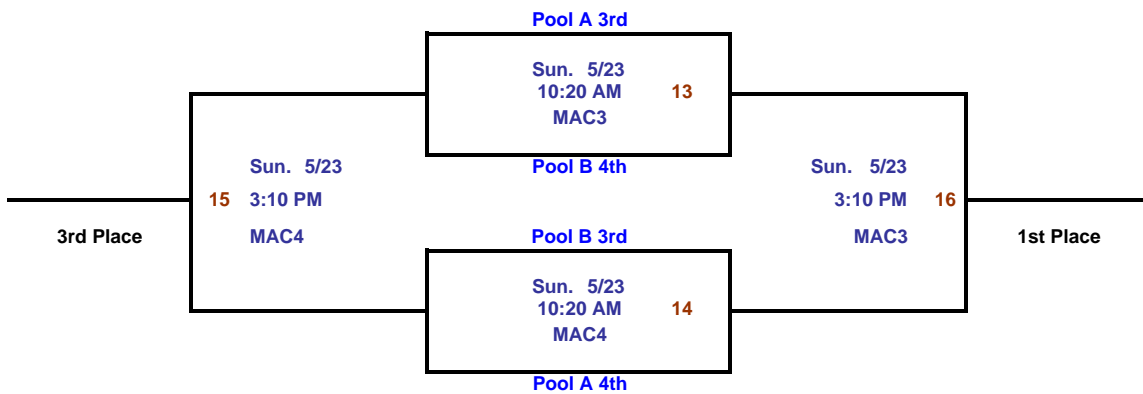 Pool A 3rd
Sun. 5/23
10:20 AM 13
MAC3
Pool B 4th
Sun. 5/23
15 3:10 PM
MAC4
3rd Place
Sun. 5/23
3:10 PM 16
MAC3
1st Place
Pool B 3rd
Sun. 5/23
10:20 AM 14
MAC4
Pool A 4th